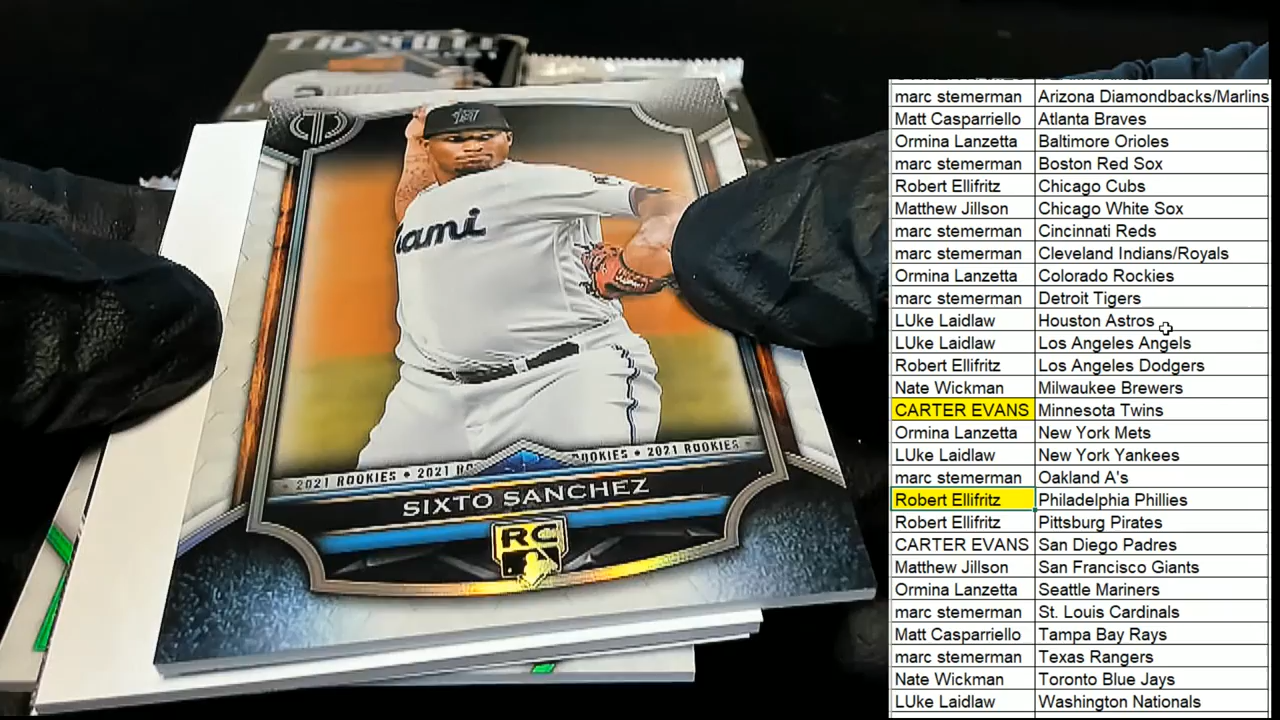 iami
2021 ROOKIES • 2021 RO
OOKIES • 2021 ROOKIES
SIXTO SANCHEZ
RC
marc stemerman Arizona Diamondbacks/Marlins
Matt Casparriello Atlanta Braves
Ormina Lanzetta Baltimore Orioles
marc stemerman Boston Red Sox
Robert Ellifritz Chicago Cubs
Matthew Jillson Chicago White Sox
marc stemerman Cincinnati Reds
marc stemerman Cleveland Indians/Royals
Ormina Lanzetta Colorado Rockies
marc stemerman Detroit Tigers
LUke Laidlaw Houston Astros
LUke Laidlaw Los Angeles Angels
Robert Ellifritz Los Angeles Dodgers
Nate Wickman Milwaukee Brewers
CARTER EVANS Minnesota Twins
Ormina Lanzetta New York Mets
LUke Laidlaw New York Yankees
marc stemerman Oakland A's
Robert Ellifritz Philadelphia Phillies
Robert Ellifritz Pittsburg Pirates
CARTER EVANS San Diego Padres
Matthew Jillson San Francisco Giants
Ormina Lanzetta Seattle Mariners
marc stemerman St. Louis Cardinals
Matt Casparriello Tampa Bay Rays
marc stemerman Texas Rangers
Nate Wickman Toronto Blue Jays
LUke Laidlaw Washington Nationals